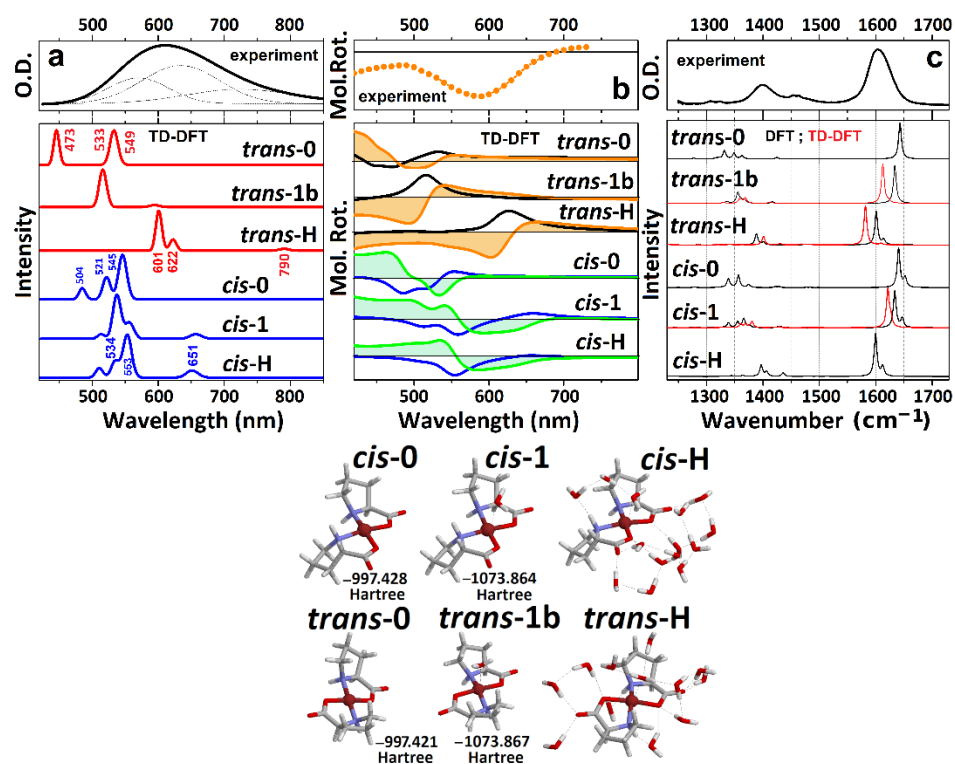 500 600 700 800
a
experiment
O.D.
TD-DFT
473
533
549
trans-0
trans-1b
trans-H
601
622
790
504
521
545
cis-0
cis-1
534
553
651
cis-H
Intensity
500 600 700 800
Wavelength (nm)
500 600 700
b
experiment
Mol.Rot.
TD-DFT
trans-0
trans-1b
trans-H
cis-0
cis-1
cis-H
Mol. Rot.
500 600 700
Wavelength (nm)
1300 1400 1500 1600 1700
c
experiment
O.D.
DFT ; TD-DFT
trans-0
trans-1b
trans-H
cis-0
cis-1
cis-H
Intensity
1300 1400 1500 1600 1700
Wavenumber (cm−1)
cis-0
cis-1
cis-H
−997.428
Hartree
−1073.864
Hartree
trans-0
trans-1b
trans-H
−997.421
Hartree
−1073.867
Hartree